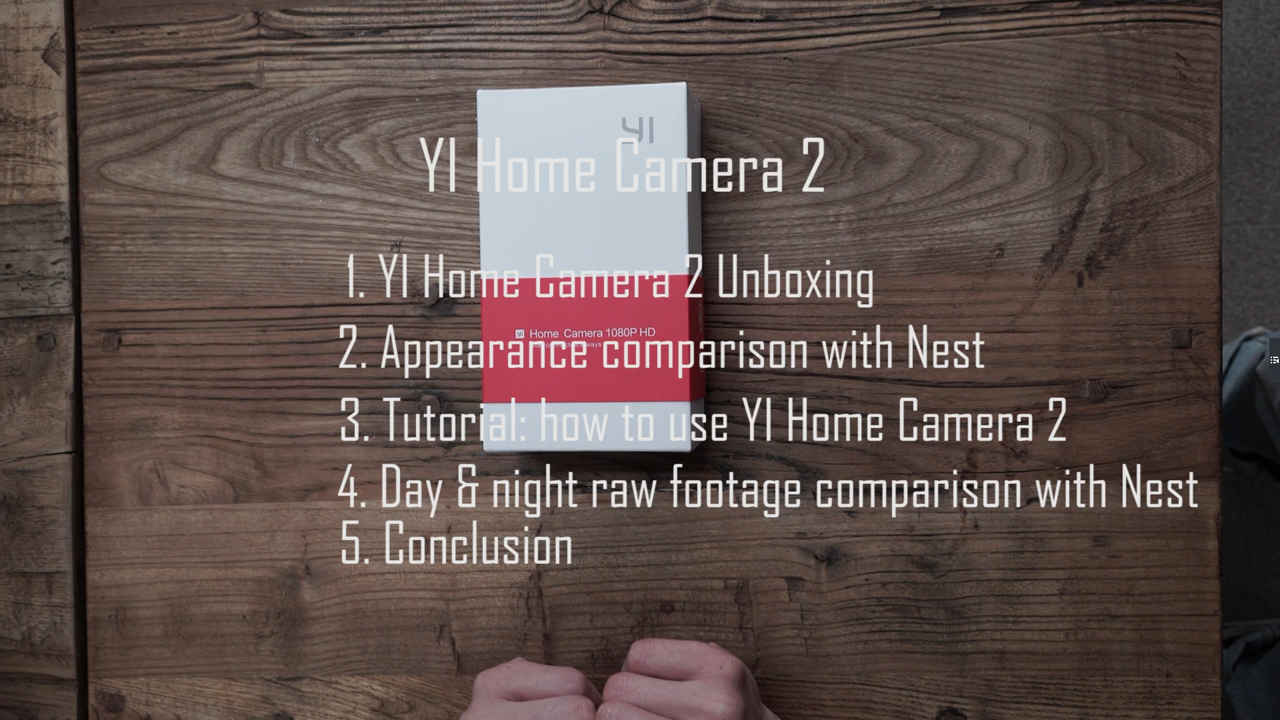 YI
YI Home Camera 2
1. YI Home Camera 2 Unboxing
yi Home Camera 1080P HD
2. Appearance comparison with Nest
3. Tutorial: how to use YI Home Camera 2
4. Day & night raw footage comparison with Nest
5. Conclusion